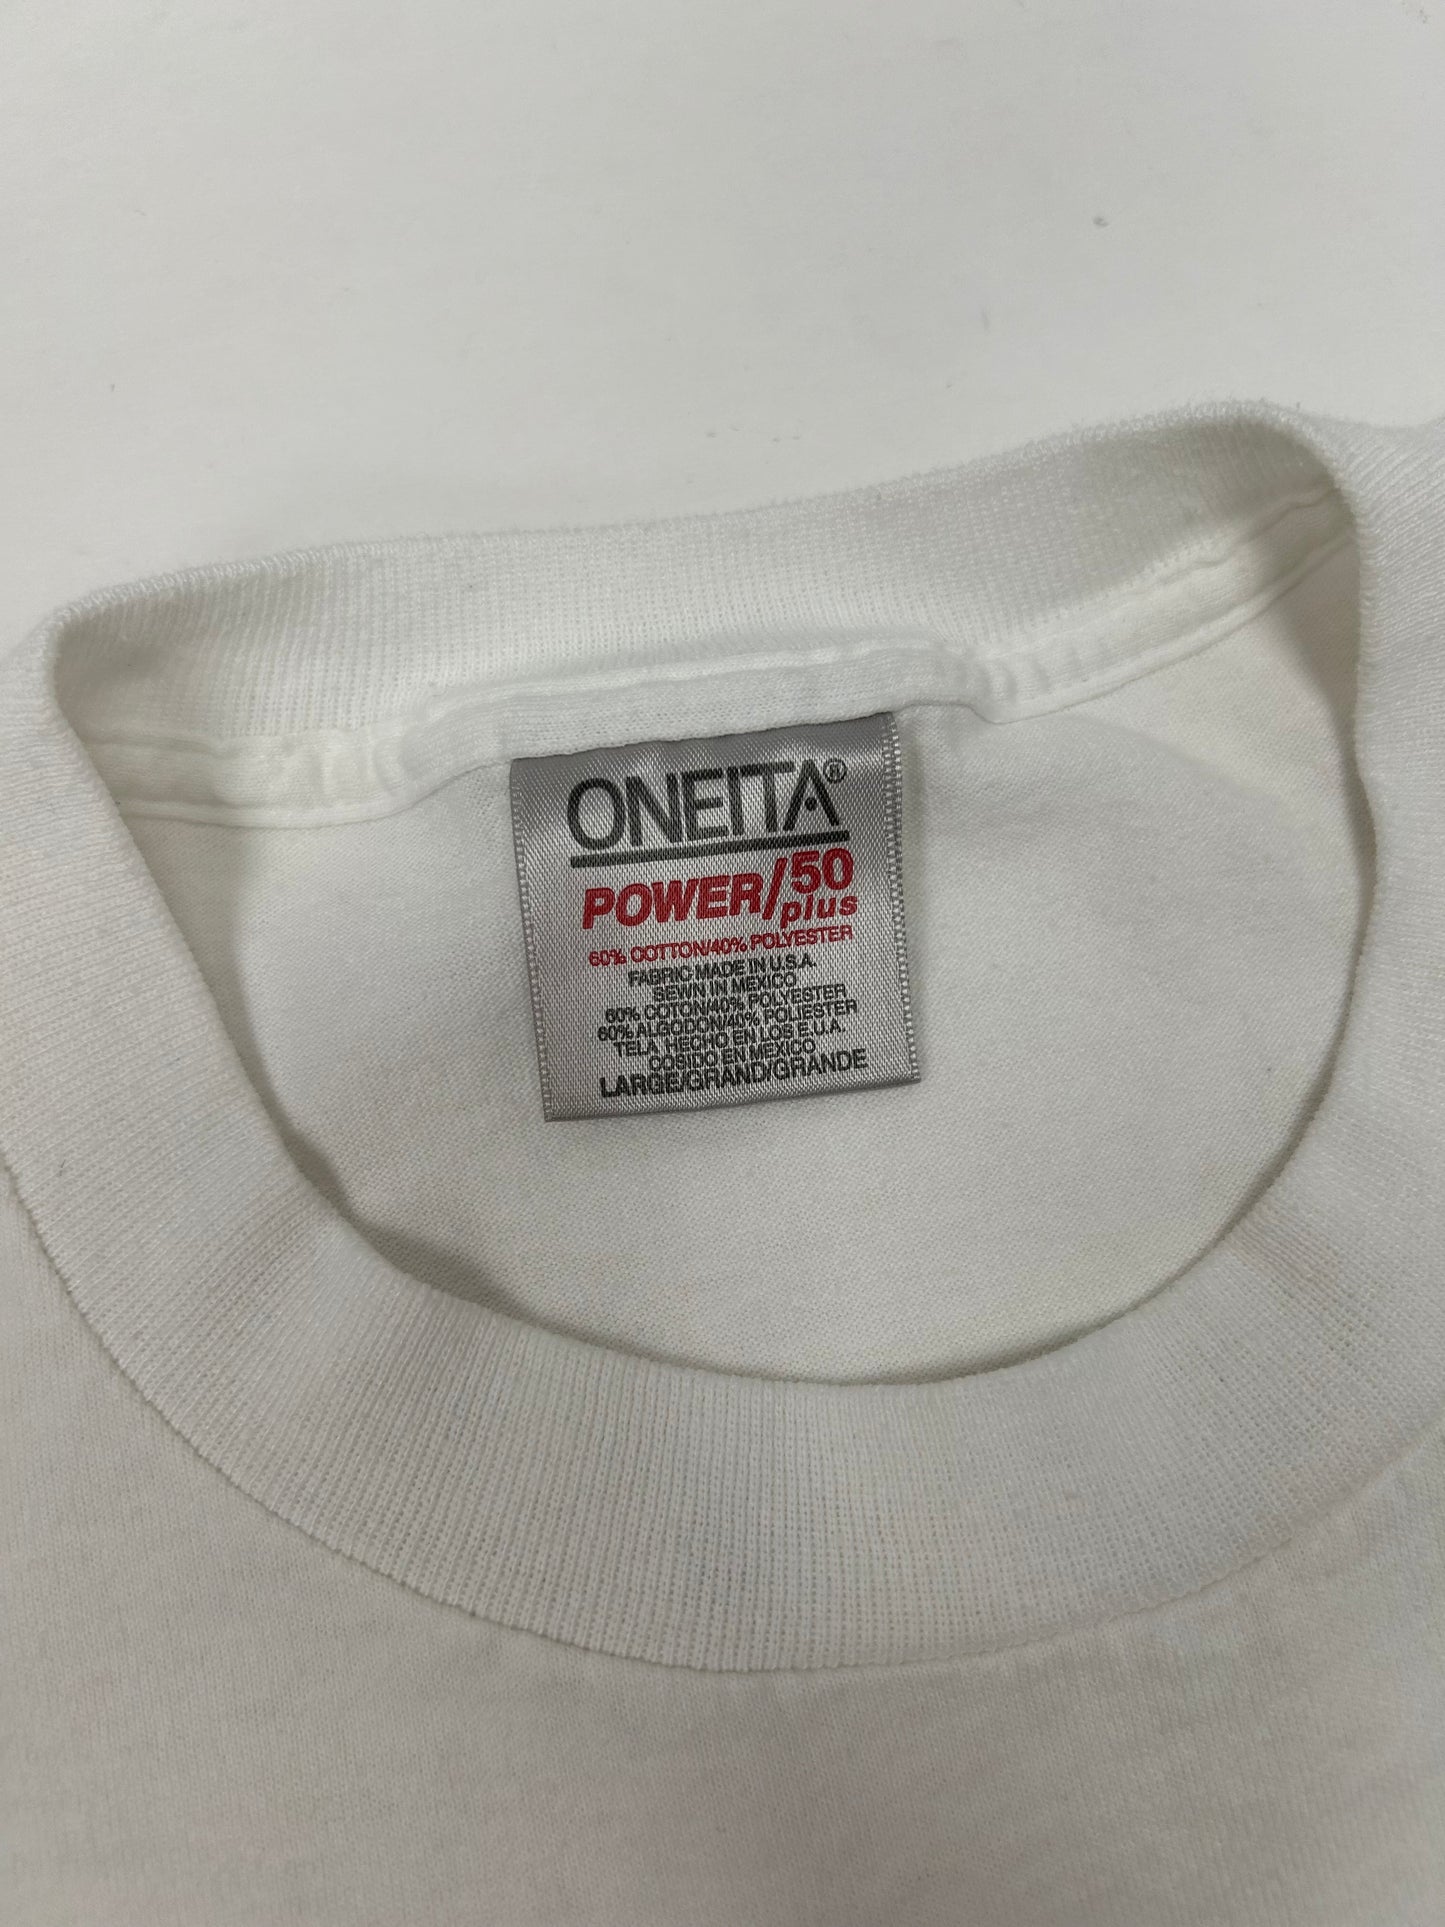 ONEITA®
POWER/50
plus
60% COTTON/40% POLYESTER
FABRIC MADE IN U.S.A.
SEWN IN MEXICO
60% COTON/40% POLYESTER
60% ALGODON/40% POLIESTER
TELA HECHO EN LOS E.U.A.
COSIDO EN MEXICO
LARGE/GRAND/GRANDE